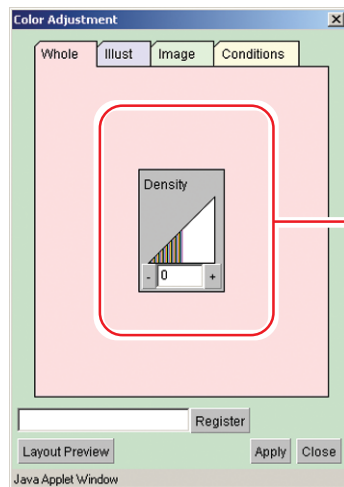 Color Adjustment
Whole Illust Image Conditions
Density
- 0 +
Register
Layout Preview Apply Close
Java Applet Window